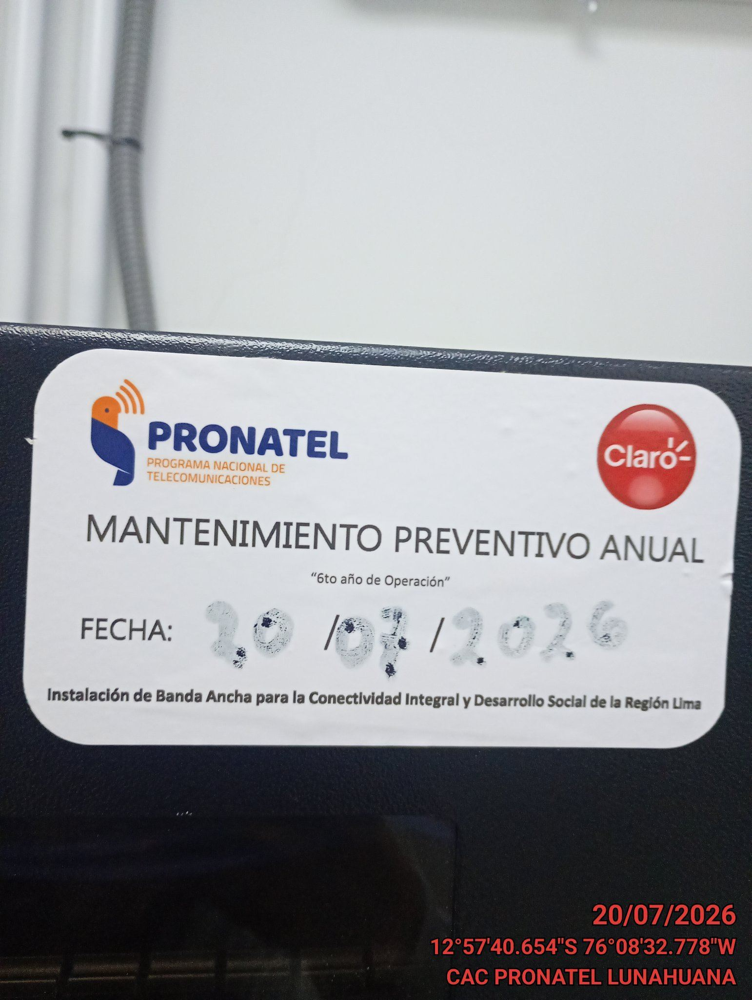 PRONATEL
PROGRAMA NACIONAL DE
TELECOMUNICACIONES
Claro
MANTENIMIENTO PREVENTIVO ANUAL
“6to año de Operación”
FECHA: 20/07/2026
Instalación de Banda Ancha para la Conectividad Integral y Desarrollo Social de la Región Lima
20/07/2026
12°57'40.654"S 76°08'32.778"W
CAC PRONATEL LUNAHUANA